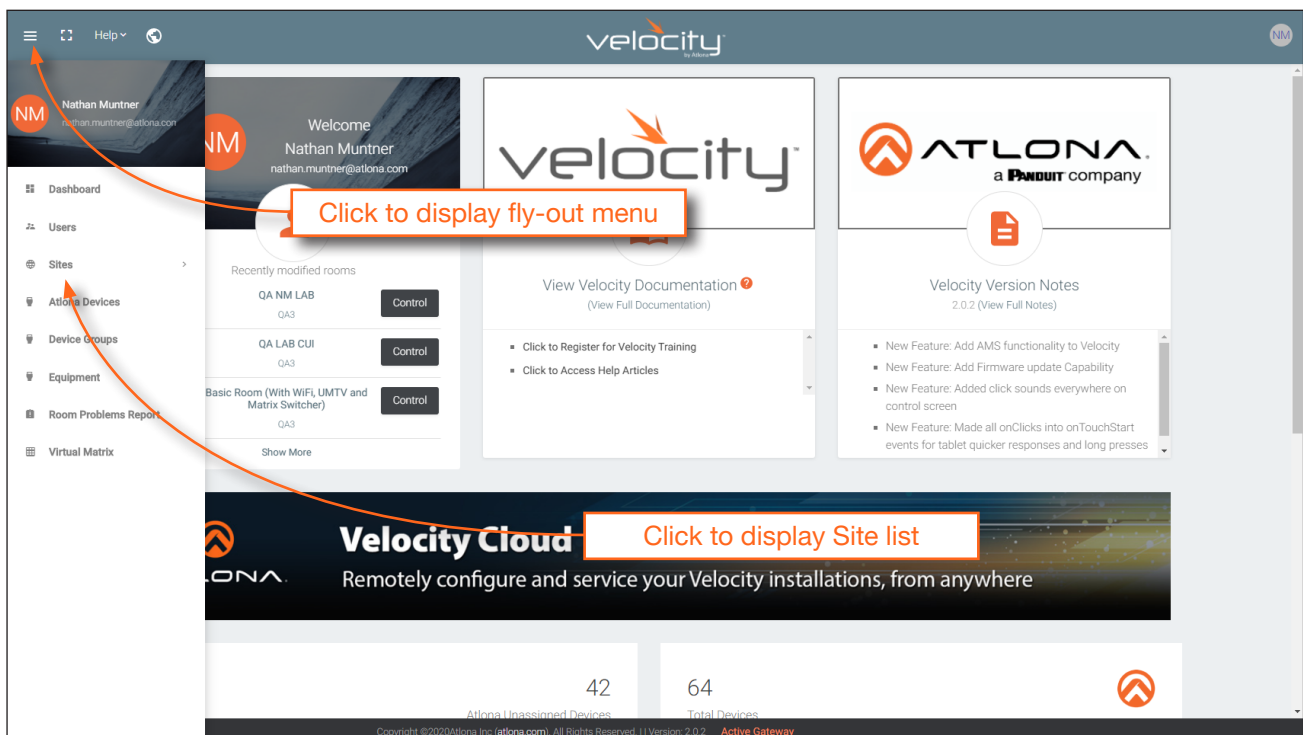 Help
velocity
by Atlona
NM
NM
Nathan Muntner
nathan.muntner@atlona.com
Dashboard
Users
Sites
Atlona Devices
Device Groups
Equipment
Room Problems Report
Virtual Matrix
NM
Welcome
Nathan Muntner
nathan.muntner@atlona.com
Click to display fly-out menu
Recently modified rooms
QA NM LAB
QA3
Control
QA LAB CUI
QA3
Control
Basic Room (With WiFi, UMTV and
Matrix Switcher)
QA3
Control
Show More
velocity
View Velocity Documentation ?
(View Full Documentation)
Click to Register for Velocity Training
Click to Access Help Articles
ATLONA.
a PANDUIT company
Velocity Version Notes
2.0.2 (View Full Notes)
New Feature: Add AMS functionality to Velocity
New Feature: Add Firmware update Capability
New Feature: Added click sounds everywhere on
control screen
New Feature: Made all onClicks into onTouchStart
events for tablet quicker responses and long presses
LONA.
Velocity Cloud
Click to display Site list
Remotely configure and service your Velocity installations, from anywhere
42
Atlona Unassigned Devices
64
Total Devices
Copyright ©2020Atlona Inc (atlona.com). All Rights Reserved. | | Version: 2.0.2 Active Gateway